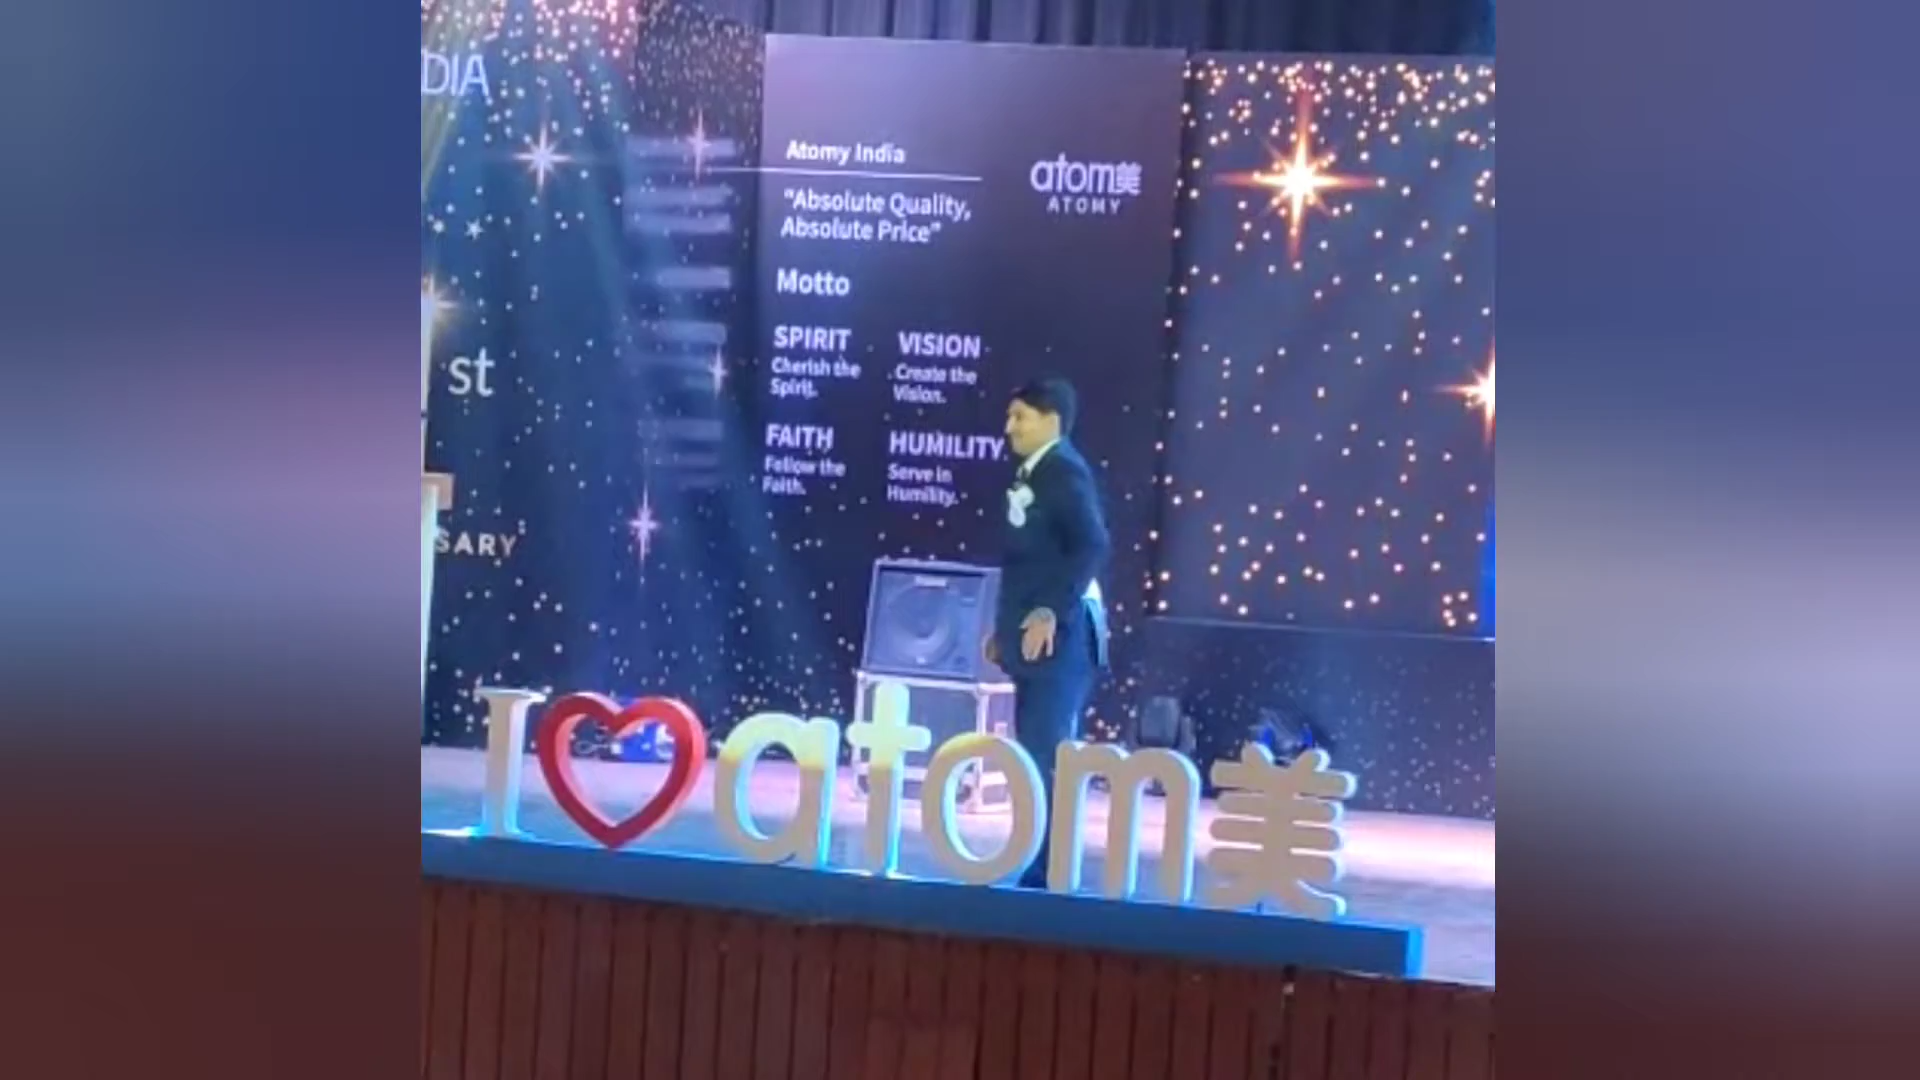 DIA
st
SARY
Atomy India
"Absolute Quality,
Absolute Price"
Motto
SPIRIT
Cherish the
Spirit.
VISION
Create the
Vision.
FAITH
Follow the
Faith.
HUMILITY
Serve in
Humility.
atom美
ATOMY
I atom美